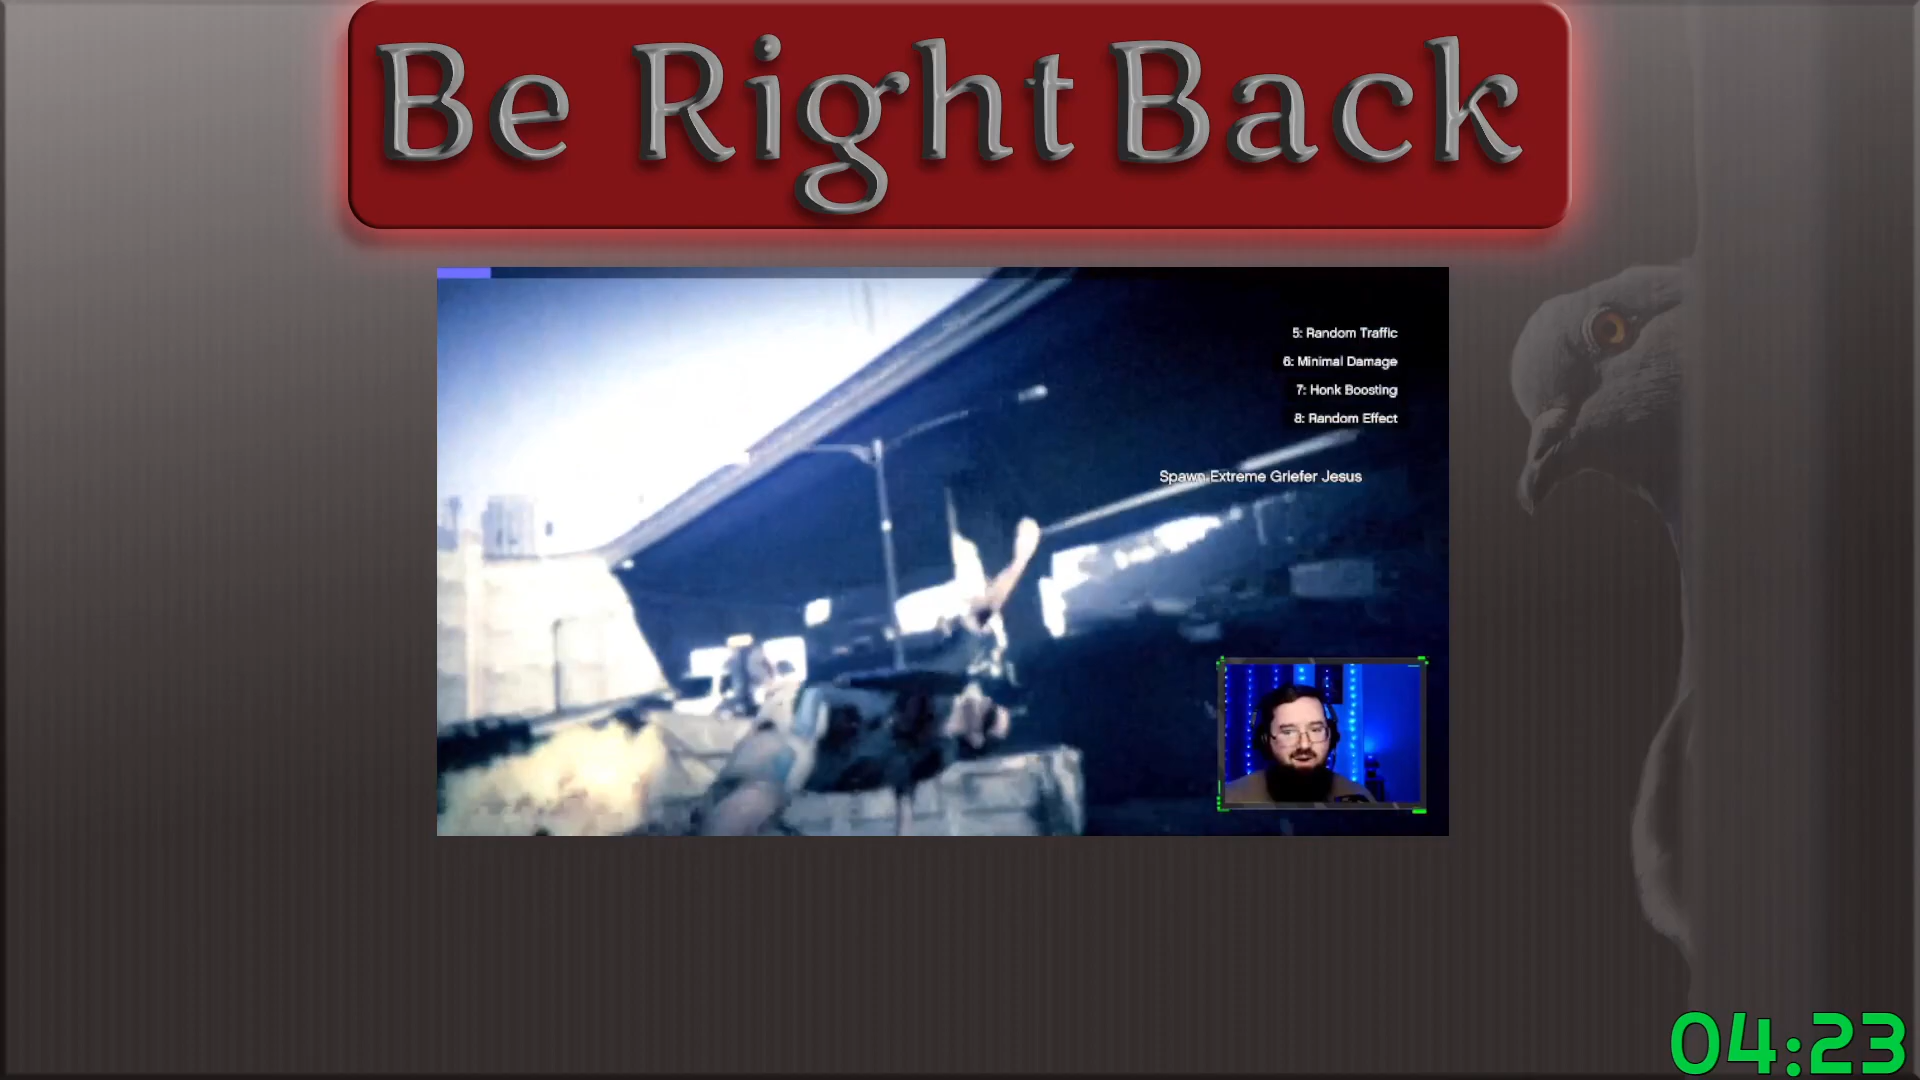 Be Right Back
5: Random Traffic
6: Minimal Damage
7: Honk Boosting
8: Random Effect
Spawn Extreme Griefer Jesus
04:23